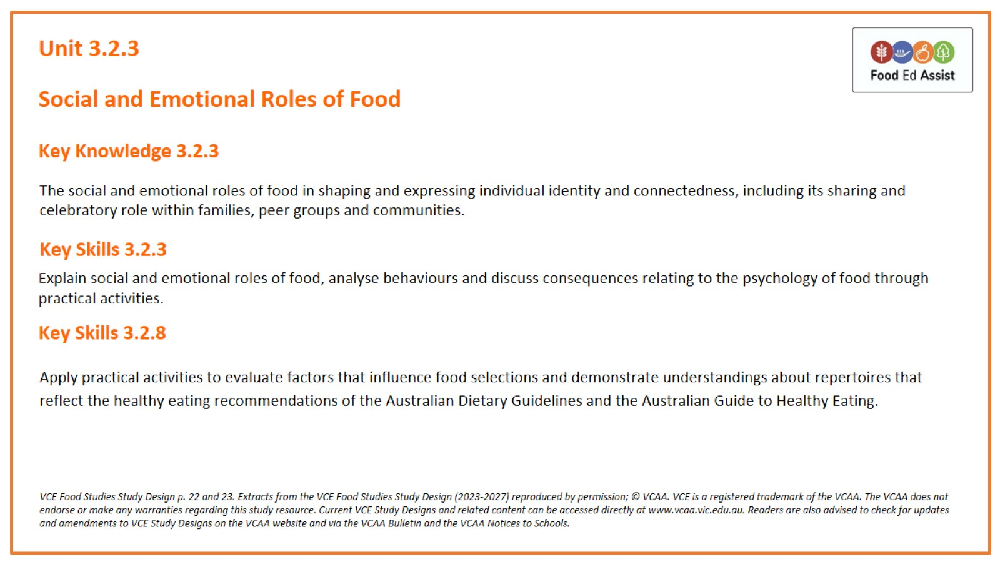 Unit 3.2.3
Food Ed Assist
Social and Emotional Roles of Food
Key Knowledge 3.2.3
The social and emotional roles of food in shaping and expressing individual identity and connectedness, including its sharing and
celebratory role within families, peer groups and communities.
Key Skills 3.2.3
Explain social and emotional roles of food, analyse behaviours and discuss consequences relating to the psychology of food through
practical activities.
Key Skills 3.2.8
Apply practical activities to evaluate factors that influence food selections and demonstrate understandings about repertoires that
reflect the healthy eating recommendations of the Australian Dietary Guidelines and the Australian Guide to Healthy Eating.
VCE Food Studies Study Design p. 22 and 23. Extracts from the VCE Food Studies Study Design (2023-2027) reproduced by permission; © VCAA. VCE is a registered trademark of the VCAA. The VCAA does not
endorse or make any warranties regarding this study resource. Current VCE Study Designs and related content can be accessed directly at www.vcaa.vic.edu.au. Readers are also advised to check for updates
and amendments to VCE Study Designs on the VCAA website and via the VCAA Bulletin and the VCAA Notices to Schools.